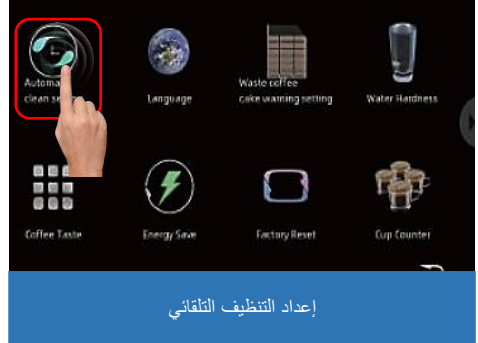 Automa
clean se
Language
Waste coffee
cake warning setting
Water Hardness
Coffee Taste
Energy Save
Factory Reset
Cup Counter
إعداد التنظيف التلقائي